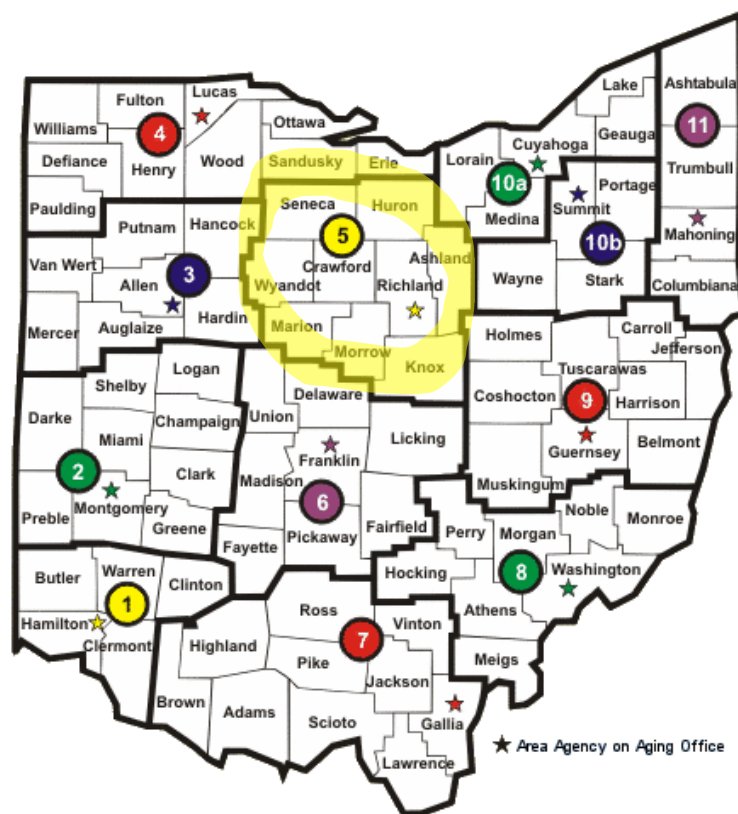 Ashtabula
Lake
Fulton
Lucas
Ottawa
Geauga
11
Williams
4
Cuyahoga
Lorain
Trumbull
Defiance
Henry
Wood
Sandusky
Erie
10a
Portage
Paulding
Seneca
Huron
Medina
Summit
Putnam
Hancock
5
10b
Mahoning
Van Wert
3
Crawford
Ashland
Wayne
Stark
Columbiana
Allen
Wyandot
Richland
Mercer
Auglaize
Hardin
Marion
Holmes
Carroll
Jefferson
Morrow
Knox
Tuscarawas
Logan
Shelby
Delaware
Coshocton
9
Harrison
Darke
Champaign
Union
Miami
Licking
Belmont
Guernsey
2
Clark
Franklin
Madison
Muskingum
Montgomery
6
Noble
Preble
Greene
Fairfield
Perry
Morgan
Monroe
Pickaway
Fayette
Warren
Butler
Clinton
Hocking
8
Washington
1
Ross
Athens
Hamilton
Vinton
Clermont
Highland
7
Pike
Meigs
Jackson
Brown
Adams
Scioto
Gallia
Area Agency on Aging Office
Lawrence